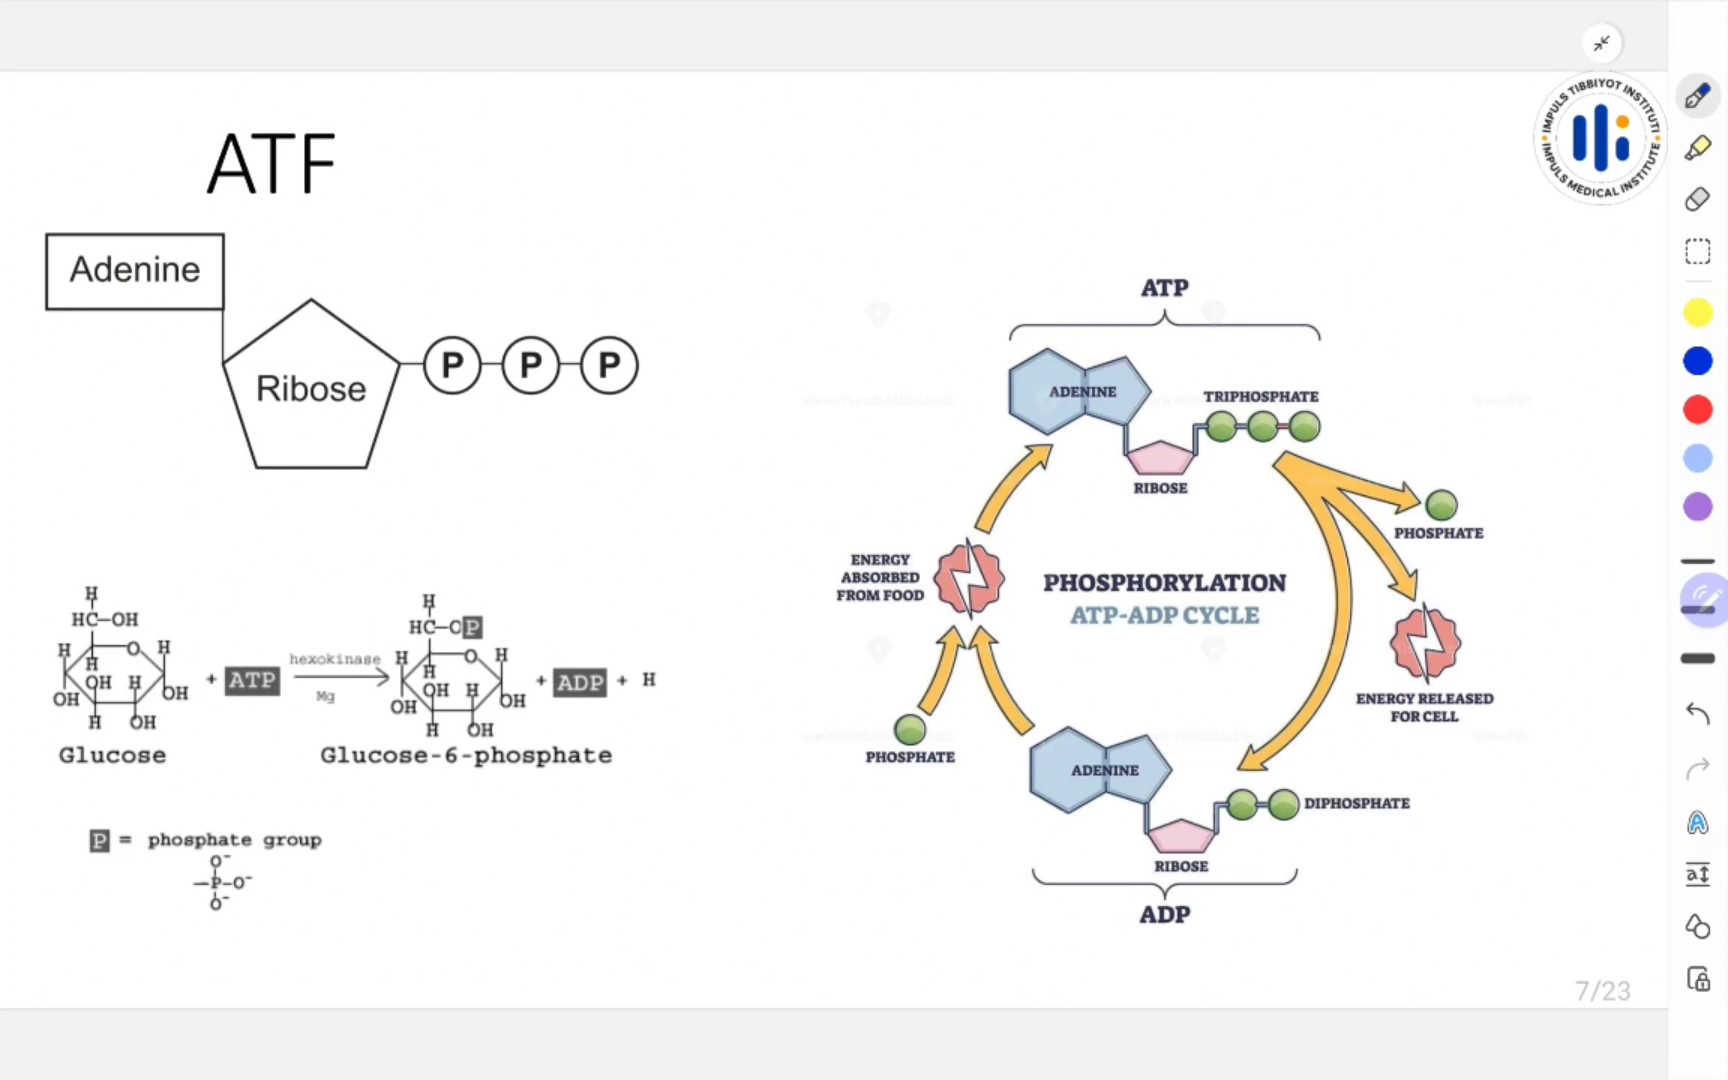 IMPULS TIBBIYOT INSTITUTI
IMPULS MEDICAL INSTITUTE
ATF
Adenine
Ribose
P P P
ATP
ADENINE
TRIPHOSPHATE
RIBOSE
PHOSPHATE
ENERGY
ABSORBED
FROM FOOD
PHOSPHORYLATION
ATP-ADP CYCLE
ENERGY RELEASED
FOR CELL
PHOSPHATE
ADENINE
DIPHOSPHATE
RIBOSE
ADP
H
HC—OH
H O H
H
OH H
OH OH
H OH
Glucose
+ ATP
hexokinase
Mg
H
HC—O P
H O H
H
OH H
OH OH
H OH
Glucose-6-phosphate
+ ADP + H
P = phosphate group
O⁻
—P—O⁻
O⁻
7/23
A
a